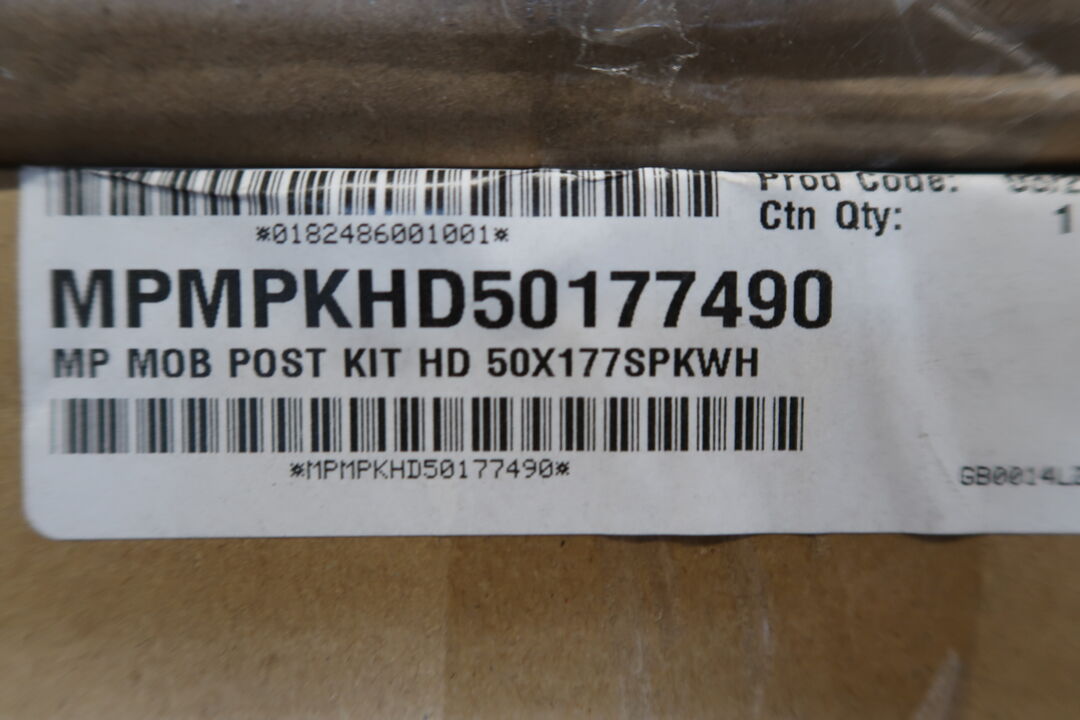 Prod Code:
Ctn Qty: 1
*0182486001001*
MPMPKHD50177490
MP MOB POST KIT HD 50X177SPKWH
*MPMPKHD50177490*